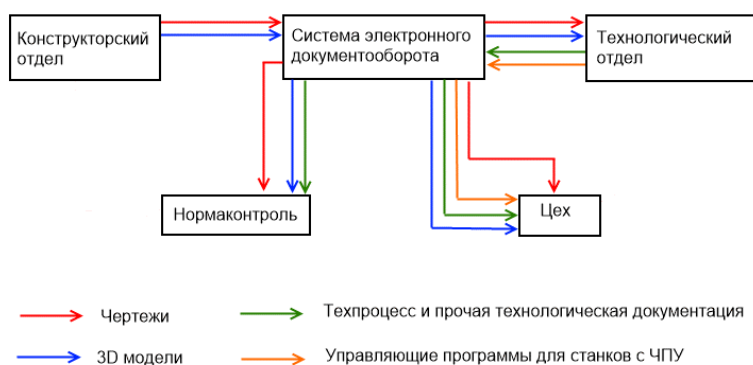 Конструкторский
отдел
Система электронного
документооборота
Технологический
отдел
Нормаконтроль
Цех
Чертежи
Техпроцесс и прочая технологическая документация
3D модели
Управляющие программы для станков с ЧПУ